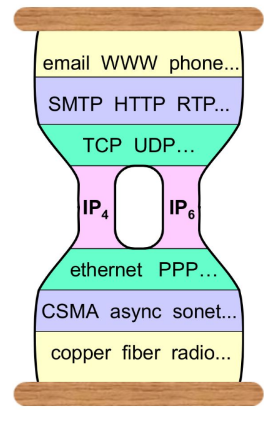 email WWW phone...
SMTP HTTP RTP...
TCP UDP…
IP₄ IP₆
ethernet PPP…
CSMA async sonet...
copper fiber radio...